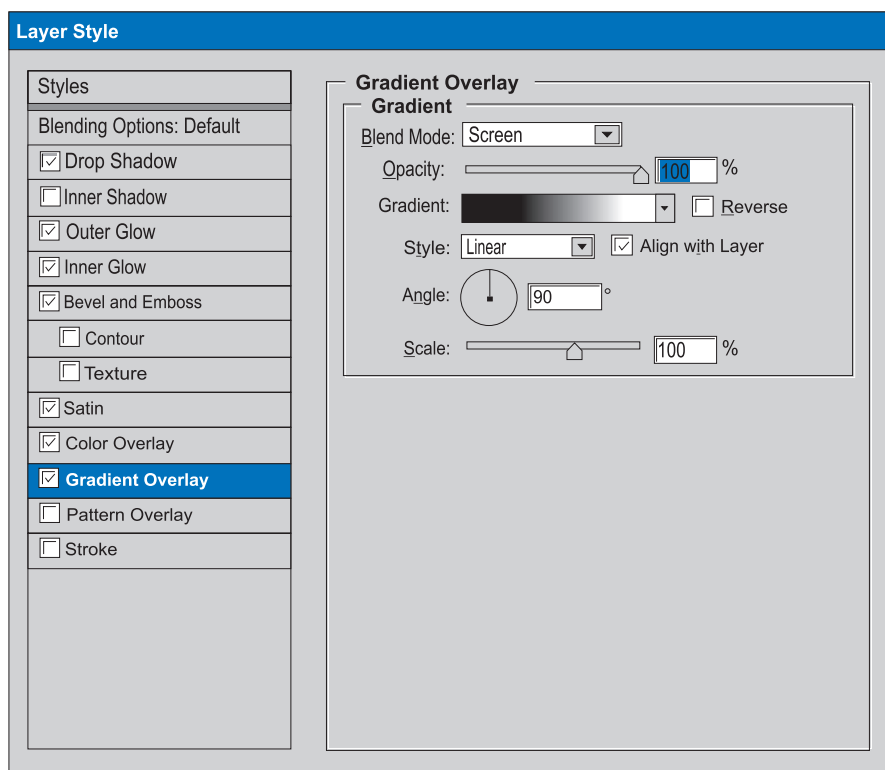 Layer Style
Styles
Blending Options: Default
Drop Shadow
Inner Shadow
Outer Glow
Inner Glow
Bevel and Emboss
Contour
Texture
Satin
Color Overlay
Gradient Overlay
Pattern Overlay
Stroke
Gradient Overlay
Gradient
Blend Mode: Screen
Opacity: 100 %
Gradient: Reverse
Style: Linear Align with Layer
Angle: 90 °
Scale: 100 %